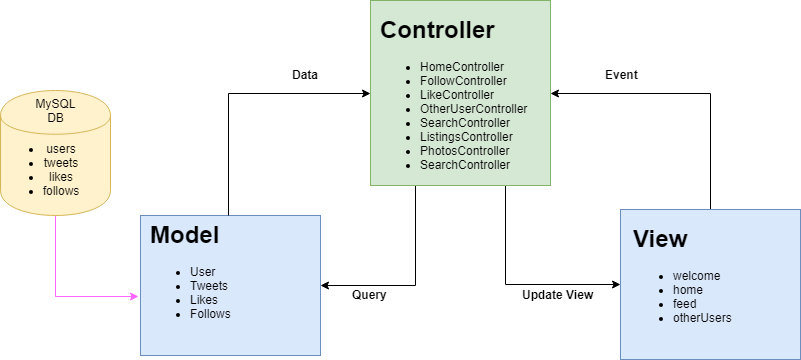 Controller
HomeController
FollowController
LikeController
OtherUserController
SearchController
ListingsController
PhotosController
SearchController
Data
Event
MySQL
DB
users
tweets
likes
follows
Model
User
Tweets
Likes
Follows
Query
Update View
View
welcome
home
feed
otherUsers